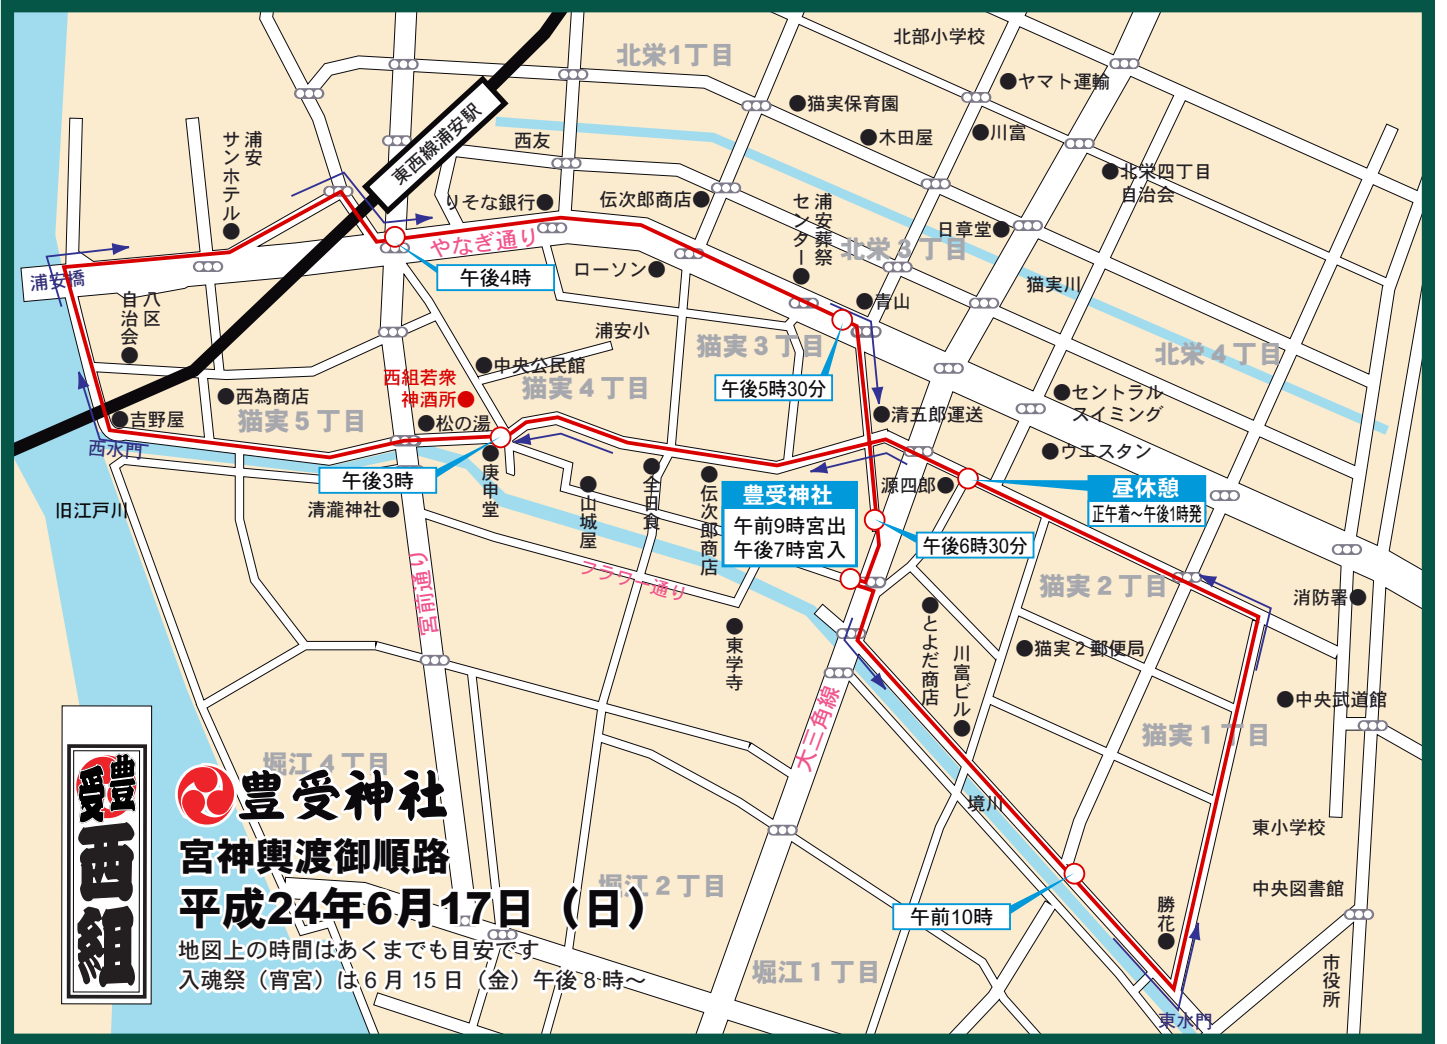 北部小学校
北栄1丁目
ヤマト運輸
猫実保育園
木田屋
川富
東西線浦安駅
西友
浦安
サンホテル
北栄四丁目
自治会
りそな銀行
伝次郎商店
浦安葬祭
センター
日章堂
北栄3丁目
やなぎ通り
午後4時
ローソン
浦安橋
猫実川
青山
八区
自治会
浦安小
猫実3丁目
北栄4丁目
中央公民館
西組若衆
神酒所
猫実4丁目
午後5時30分
西為商店
セントラル
スイミング
吉野屋
猫実5丁目
松の湯
清五郎運送
西水門
ウエスタン
午後3時
庚申堂
全日食
伝次郎商店
山城屋
源四郎
昼休憩
正午着～午後1時発
豊受神社
午前9時宮出
午後7時宮入
旧江戸川
清瀧神社
午後6時30分
宮前通り
フラワー通り
猫実2丁目
消防署
とよだ商店
東学寺
川富ビル
猫実2郵便局
中央武道館
大三角線
猫実1丁目
堀江4丁目
豊受
西組
豊受神社
宮神輿渡御順路
平成24年6月17日（日）
地図上の時間はあくまでも目安です
入魂祭（宵宮）は6月15日（金）午後8時～
境川
東小学校
堀江2丁目
午前10時
中央図書館
勝花
堀江1丁目
市役所
東水門